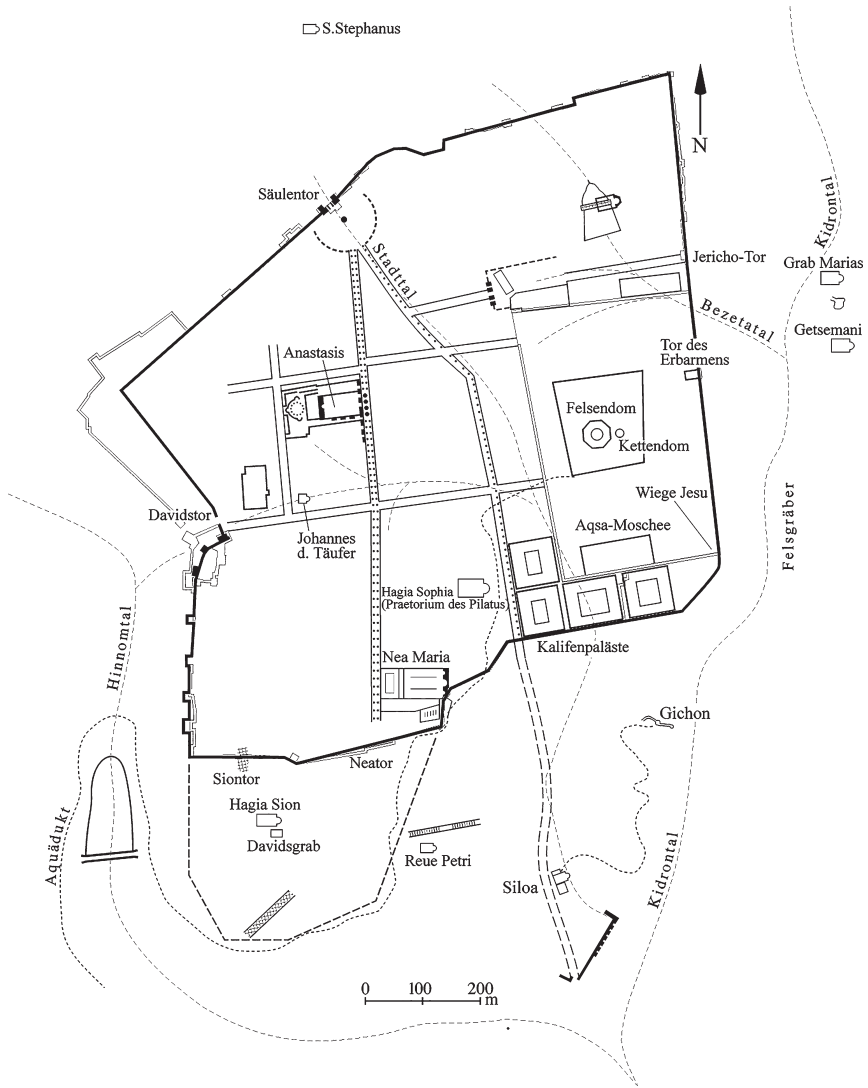 S.Stephanus
N
Säulentor
Stadttal
Kidrontal
Jericho-Tor
Grab Marias
Bezetatal
Getsemani
Tor des
Erbarmens
Anastasis
Felsendom
Kettendom
Wiege Jesu
Felsgräber
Davidstor
Aqsa-Moschee
Johannes
d. Täufer
Hagia Sophia
(Praetorium des Pilatus)
Hinnomtal
Kalifenpaläste
Nea Maria
Gichon
Siontor
Neator
Hagia Sion
Davidsgrab
Aquädukt
Reue Petri
Siloa
Kidrontal
0 100 200
m